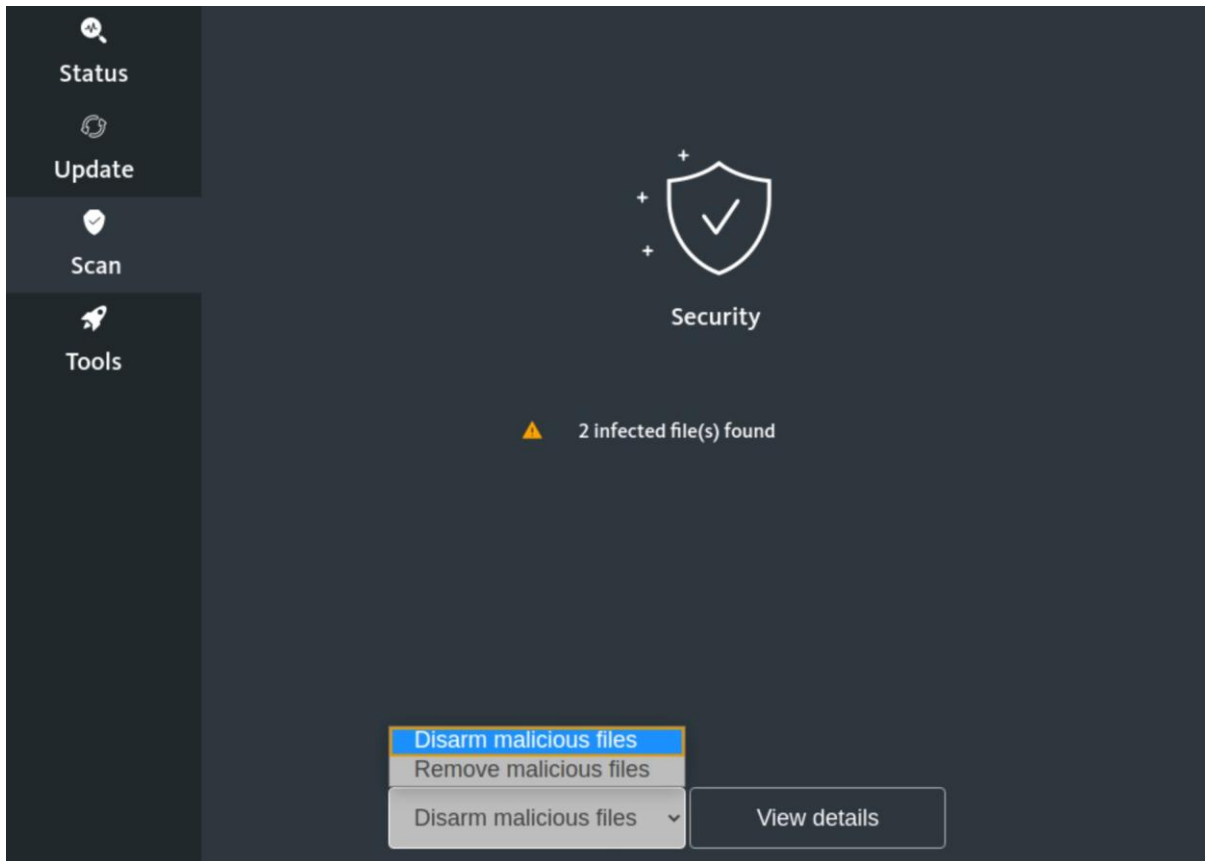 Status
Update
Scan
Tools
Security
2 infected file(s) found
Disarm malicious files
Remove malicious files
Disarm malicious files
View details